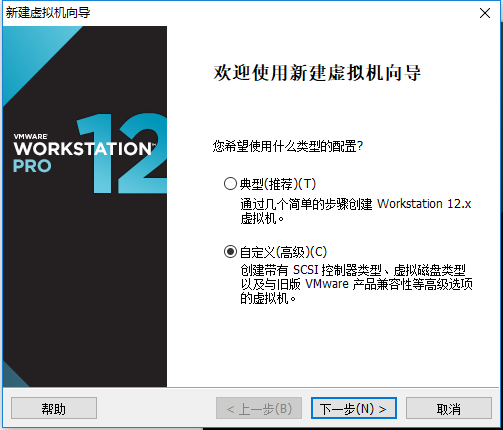 新建虚拟机向导
VMWARE
WORKSTATION™
PRO
12
欢迎使用新建虚拟机向导
您希望使用什么类型的配置?
典型(推荐)(T)
通过几个简单的步骤创建 Workstation 12.x
虚拟机。
自定义(高级)(C)
创建带有 SCSI 控制器类型、虚拟磁盘类型
以及与旧版 VMware 产品兼容性等高级选项
的虚拟机。
帮助
< 上一步(B)
下一步(N) >
取消